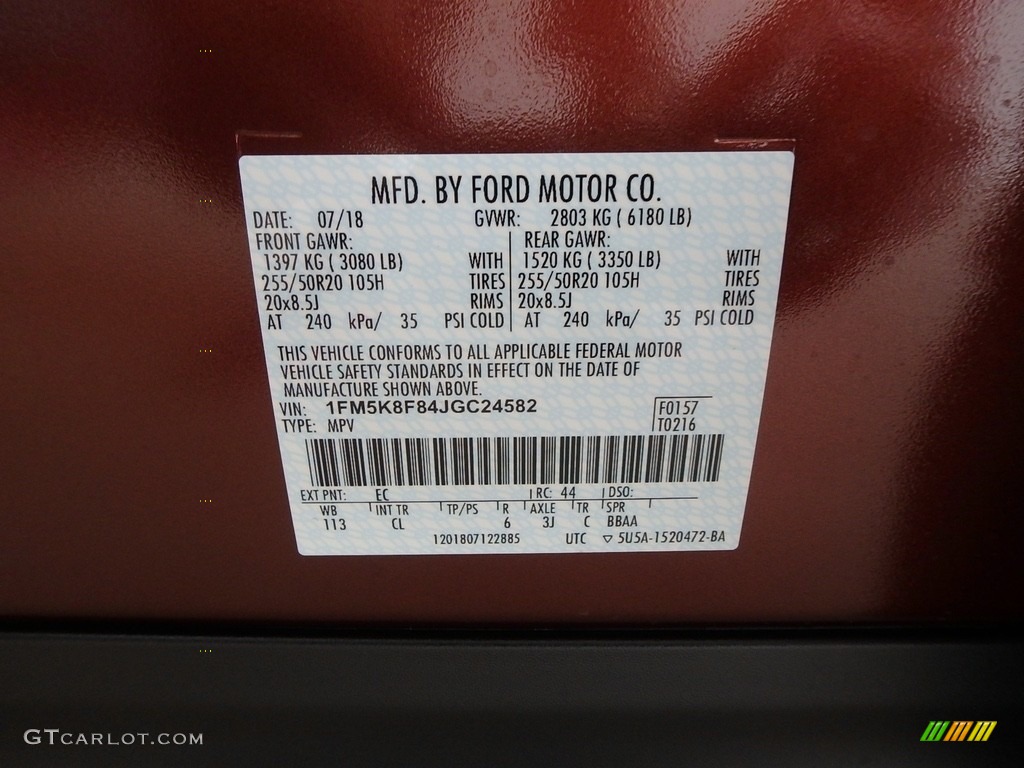 MFD. BY FORD MOTOR CO.
DATE: 07/18 GVWR: 2803 KG ( 6180 LB)
FRONT GAWR: REAR GAWR:
1397 KG ( 3080 LB) WITH 1520 KG ( 3350 LB) WITH
255/50R20 105H TIRES 255/50R20 105H TIRES
20x8.5J RIMS 20x8.5J RIMS
AT 240 kPa/ 35 PSI COLD AT 240 kPa/ 35 PSI COLD
THIS VEHICLE CONFORMS TO ALL APPLICABLE FEDERAL MOTOR
VEHICLE SAFETY STANDARDS IN EFFECT ON THE DATE OF
MANUFACTURE SHOWN ABOVE.
VIN: 1FM5K8F84JGC24582 F0157
TYPE: MPV T0216
EXT PNT: EC RC: 44 DSO:
WB INT TR TP/PS R AXLE TR SPR
113 CL 6 3J C BBAA
1201807122885 UTC ▽ 5U5A-1520472-BA
GTCARLOT.COM